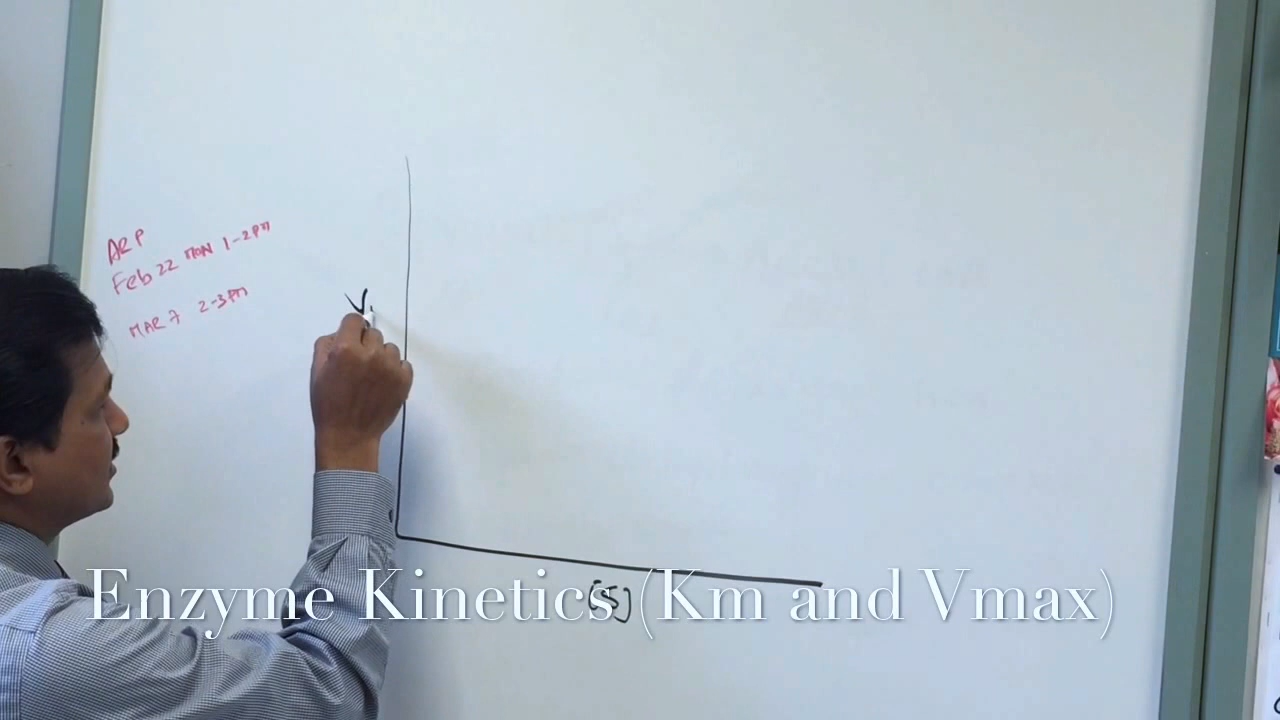 ARP
Feb 22 MON 1-2PM
MAR 7 2-3PM
V
[S]
Enzyme Kinetics (Km and Vmax)